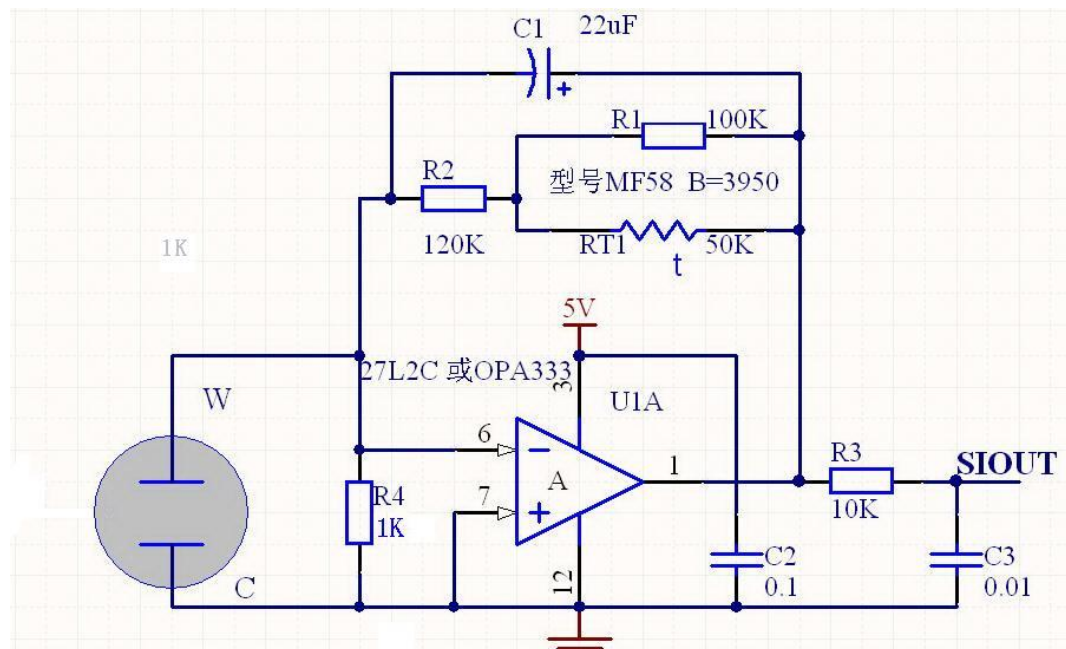 C1 22uF
R1 100K
R2
型号MF58 B=3950
120K
RT1 50K
t
1K
5V
27L2C 或OPA333
3
W
U1A
6
1
R3
SIOUT
R4
A
1K
7
10K
C
12
C2
0.1
C3
0.01